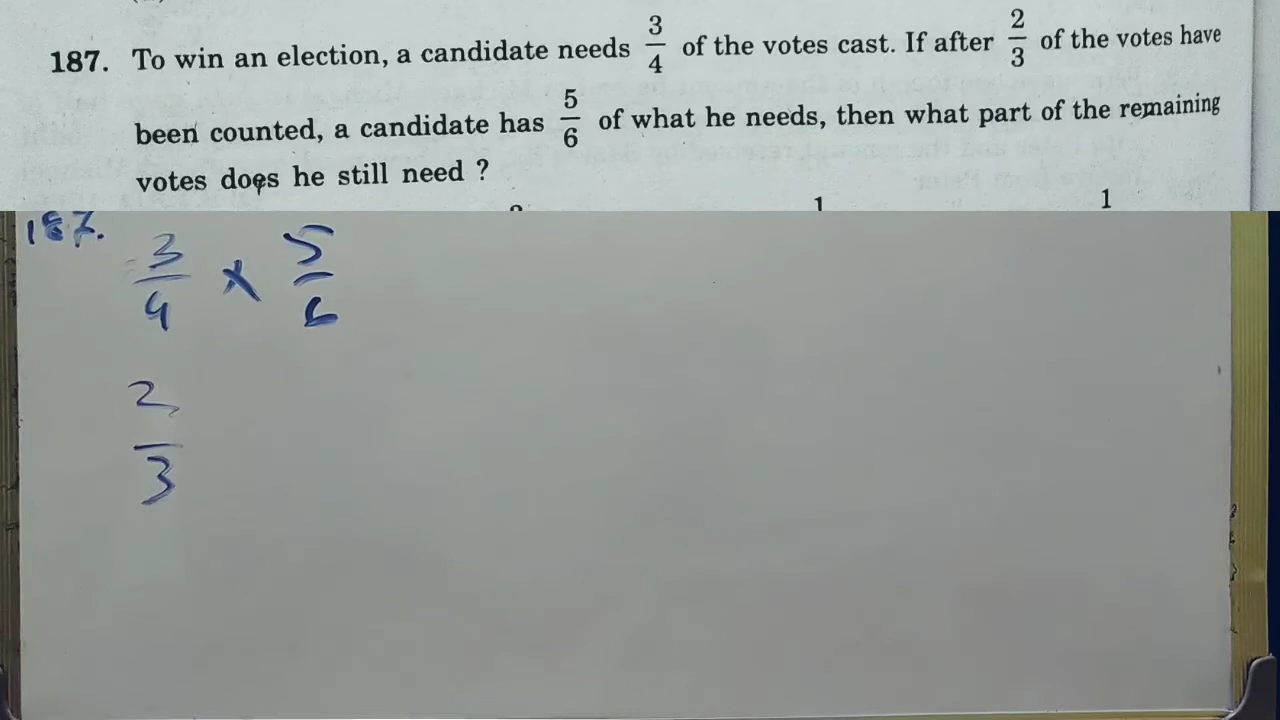 187. To win an election, a candidate needs 3/4 of the votes cast. If after 2/3 of the votes have
been counted, a candidate has 5/6 of what he needs, then what part of the remaining
votes does he still need ?
1 1
187. 3/4 × 5/6
2/3